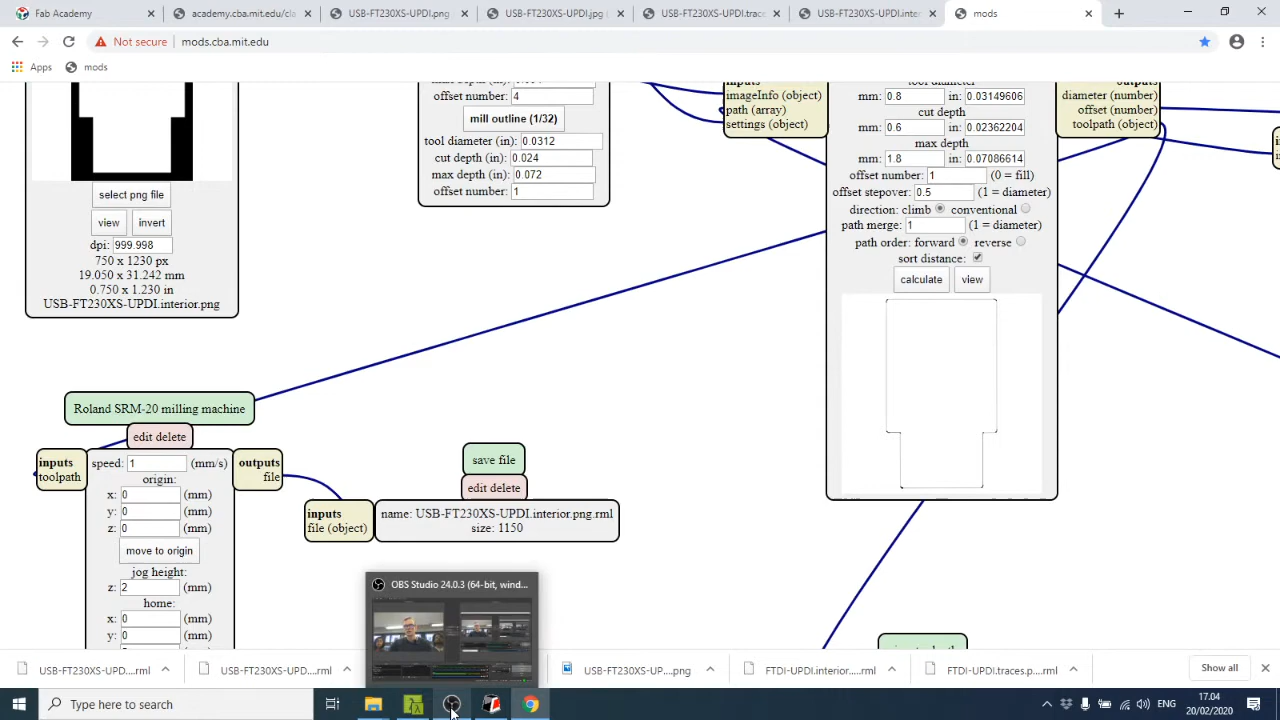 Fab Academy
academy.cba.mit.edu/cla
USB-FT230XS-UPDI.png
USB-FT230XS-UPDI.jpg
USB-FT230XS-UPDI.trac
USB-FT230XS-UPDI.inter
mods
Not secure | mods.cba.mit.edu
Apps
mods
select png file
view
invert
dpi: 999.998
750 x 1230 px
19.050 x 31.242 mm
0.750 x 1.230 in
USB-FT230XS-UPDI.interior.png
offset number: 4
mill outline (1/32)
tool diameter (in): 0.0312
cut depth (in): 0.024
max depth (in): 0.072
offset number: 1
inputs
imageInfo (object)
path (array)
settings (object)
tool diameter
mm: 0.8 in: 0.03149606
cut depth
mm: 0.6 in: 0.02362204
max depth
mm: 1.8 in: 0.07086614
offset number: 1 (0 = fill)
offset stepover: 0.5 (1 = diameter)
direction: climb conventional
path merge: 1 (1 = diameter)
path order: forward reverse
sort distance:
calculate
view
outputs
diameter (number)
offset (number)
toolpath (object)
Roland SRM-20 milling machine
edit delete
inputs
toolpath
speed: 1 (mm/s)
origin:
x: 0 (mm)
y: 0 (mm)
z: 0 (mm)
move to origin
jog height:
z: 2 (mm)
home:
x: 0 (mm)
y: 0 (mm)
outputs
file
save file
edit delete
inputs
file (object)
name: USB-FT230XS-UPDI.interior.png.rml
size: 1150
OBS Studio 24.0.3 (64-bit, wind...
USB-FT230XS-UPD....rml
USB-FT230XS-UPD....rml
USB-FT230XS-UP....png
FTDI-UPDI.interior....rml
FTDI-UPDI.traces.p....rml
Show all
Type here to search
ENG
17.04
20/02/2020